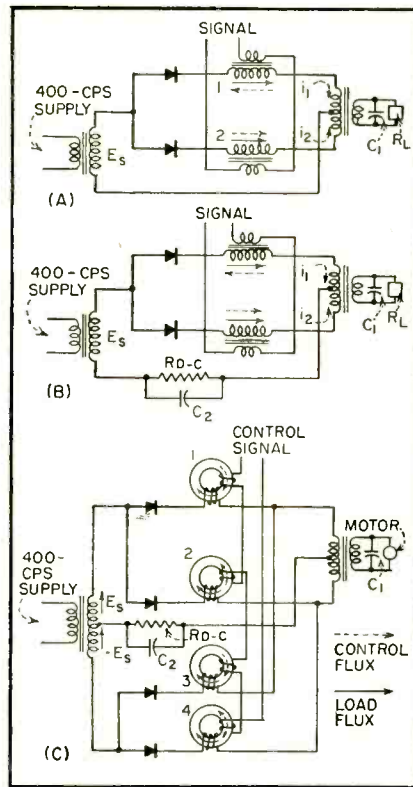 SIGNAL
400-CPS
SUPPLY
1
i1
2
i2
ES
C1
RL
(A)
SIGNAL
400-CPS
SUPPLY
i1
ES
i2
C1
RL
RD-C
(B)
C2
CONTROL
SIGNAL
1
MOTOR
400-
CPS
SUPPLY
2
ES
C1
RD-C
-ES
C2
3
CONTROL
FLUX
4
LOAD
FLUX
(C)